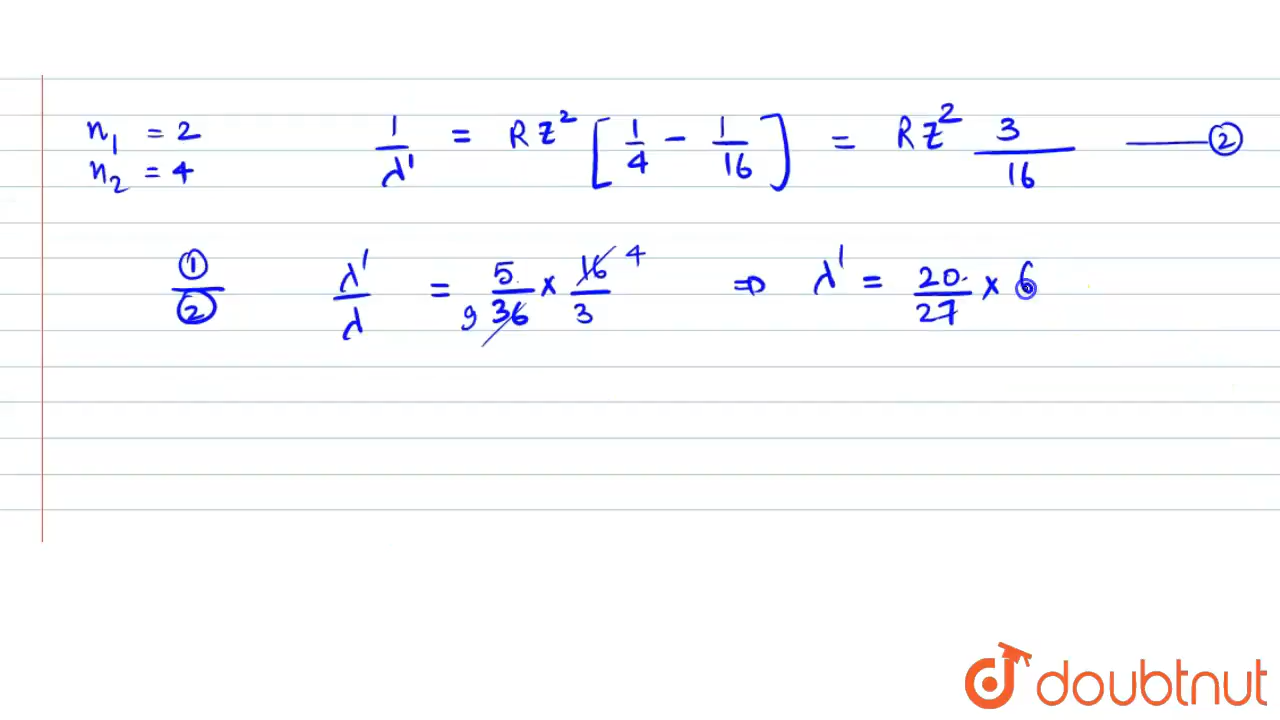 n₁ = 2
1/λ' = RZ² [1/4 − 1/16] = RZ² 3/16 —— ②
n₂ = 4
①/② λ'/λ = 5/36 × 16/3 9 4 ⇒ λ' = 20/27 × 6
doubtnut